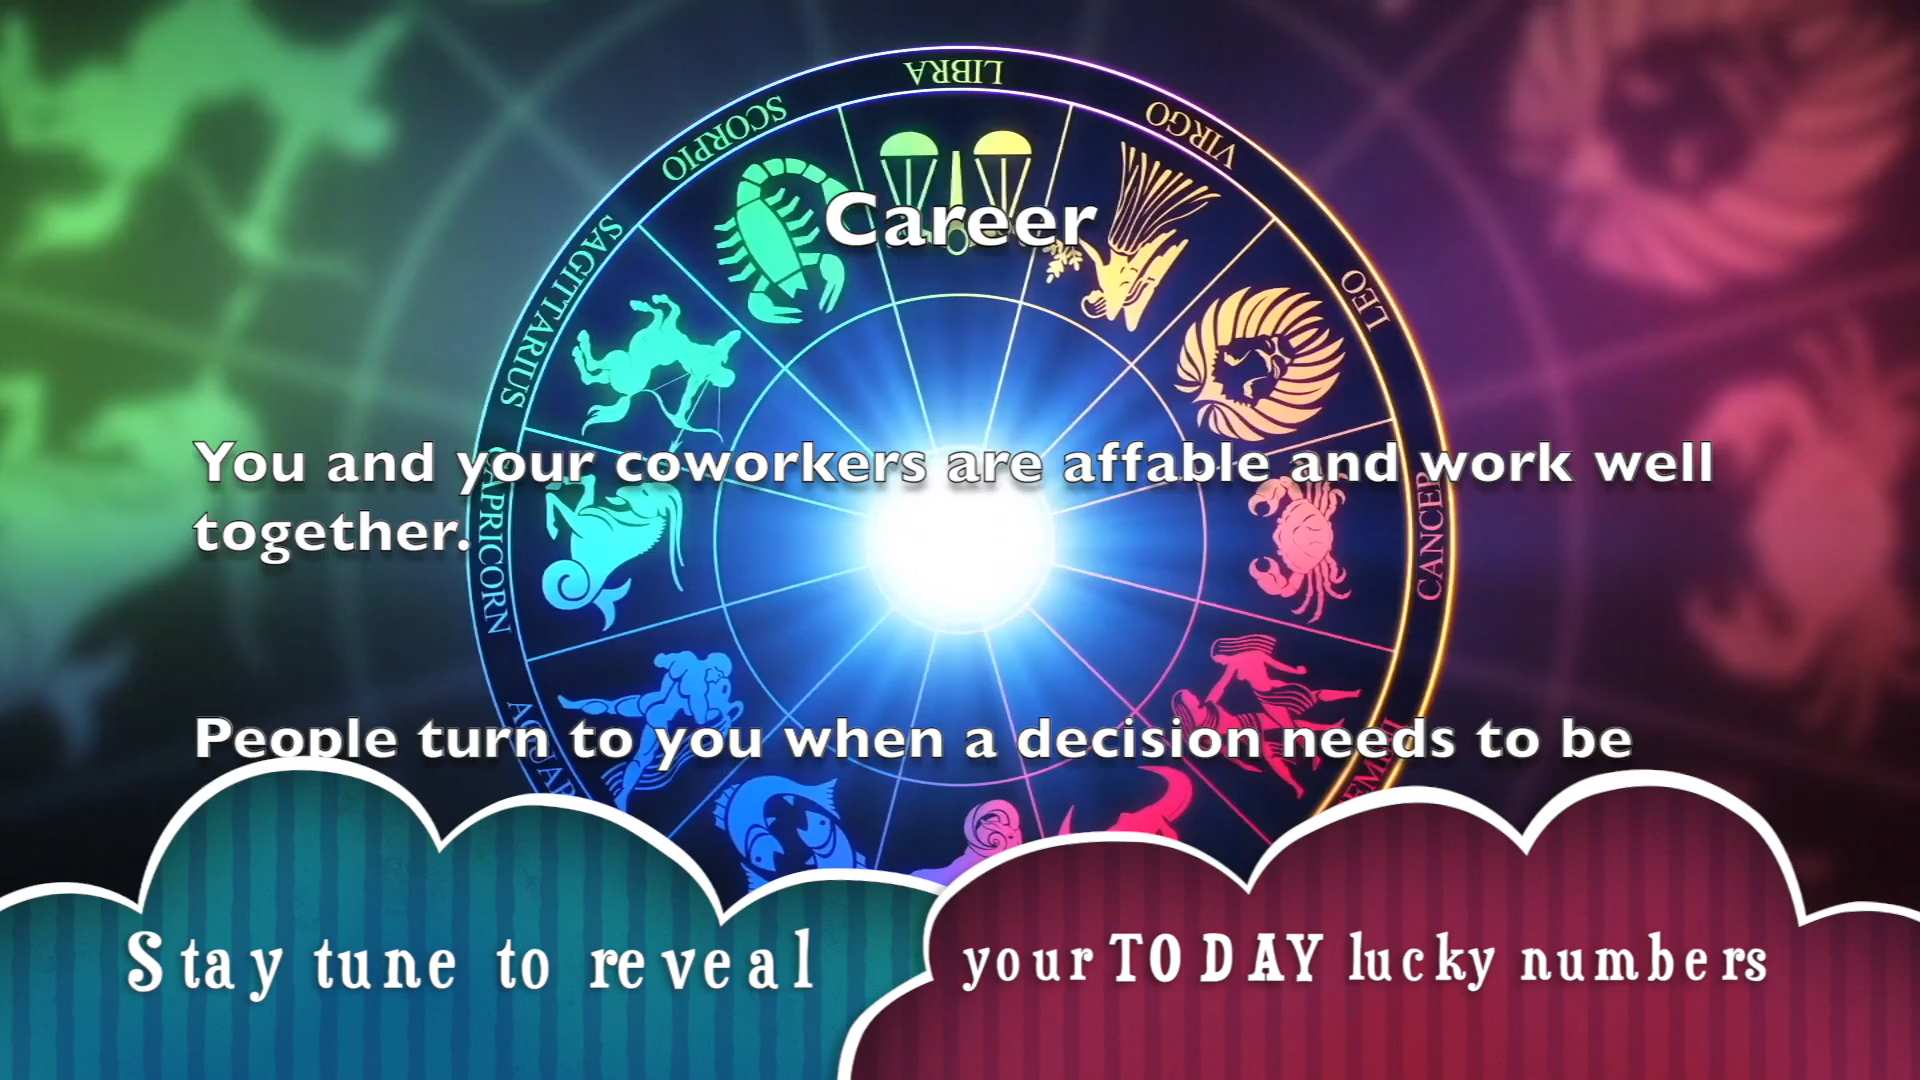 LIBRA
SCORPIO
VIRGO
SAGITTARIUS
LEO
Career
You and your coworkers are affable and work well
together.
CAPRICORN
CANCER
People turn to you when a decision needs to be
Stay tune to reveal
your TODAY lucky numbers